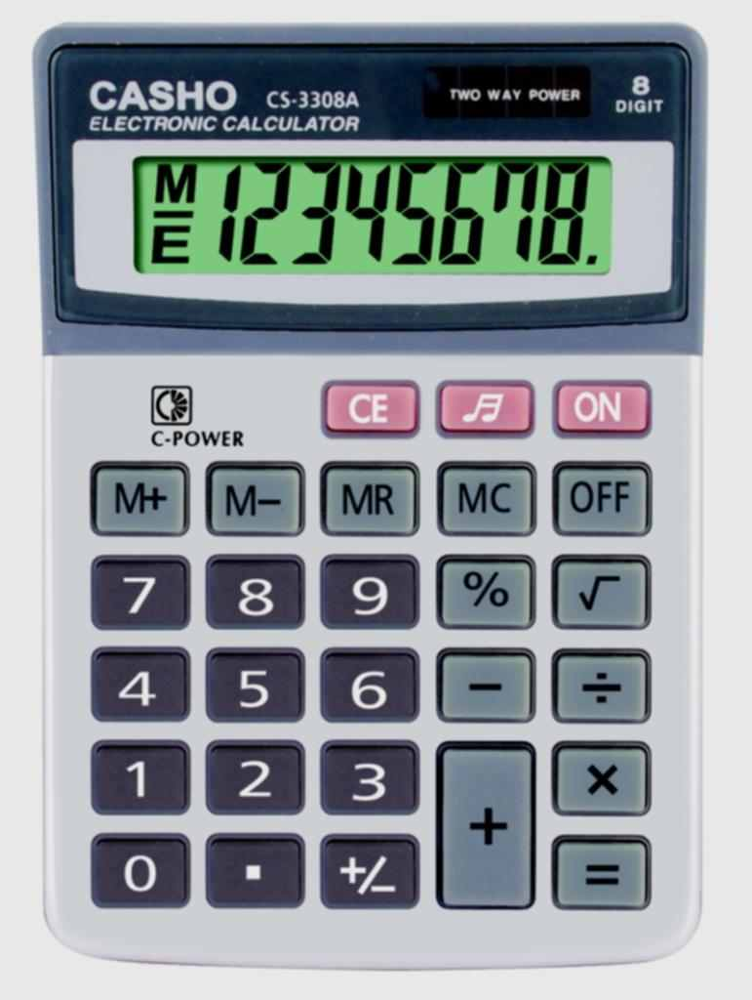 CASHO CS-3308A TWO WAY POWER 8
ELECTRONIC CALCULATOR DIGIT
M 12345678.
E
C-POWER
CE ON
M+ M− MR MC OFF
7 8 9 % √
4 5 6 − ÷
1 2 3 ×
+
0 . +/− =